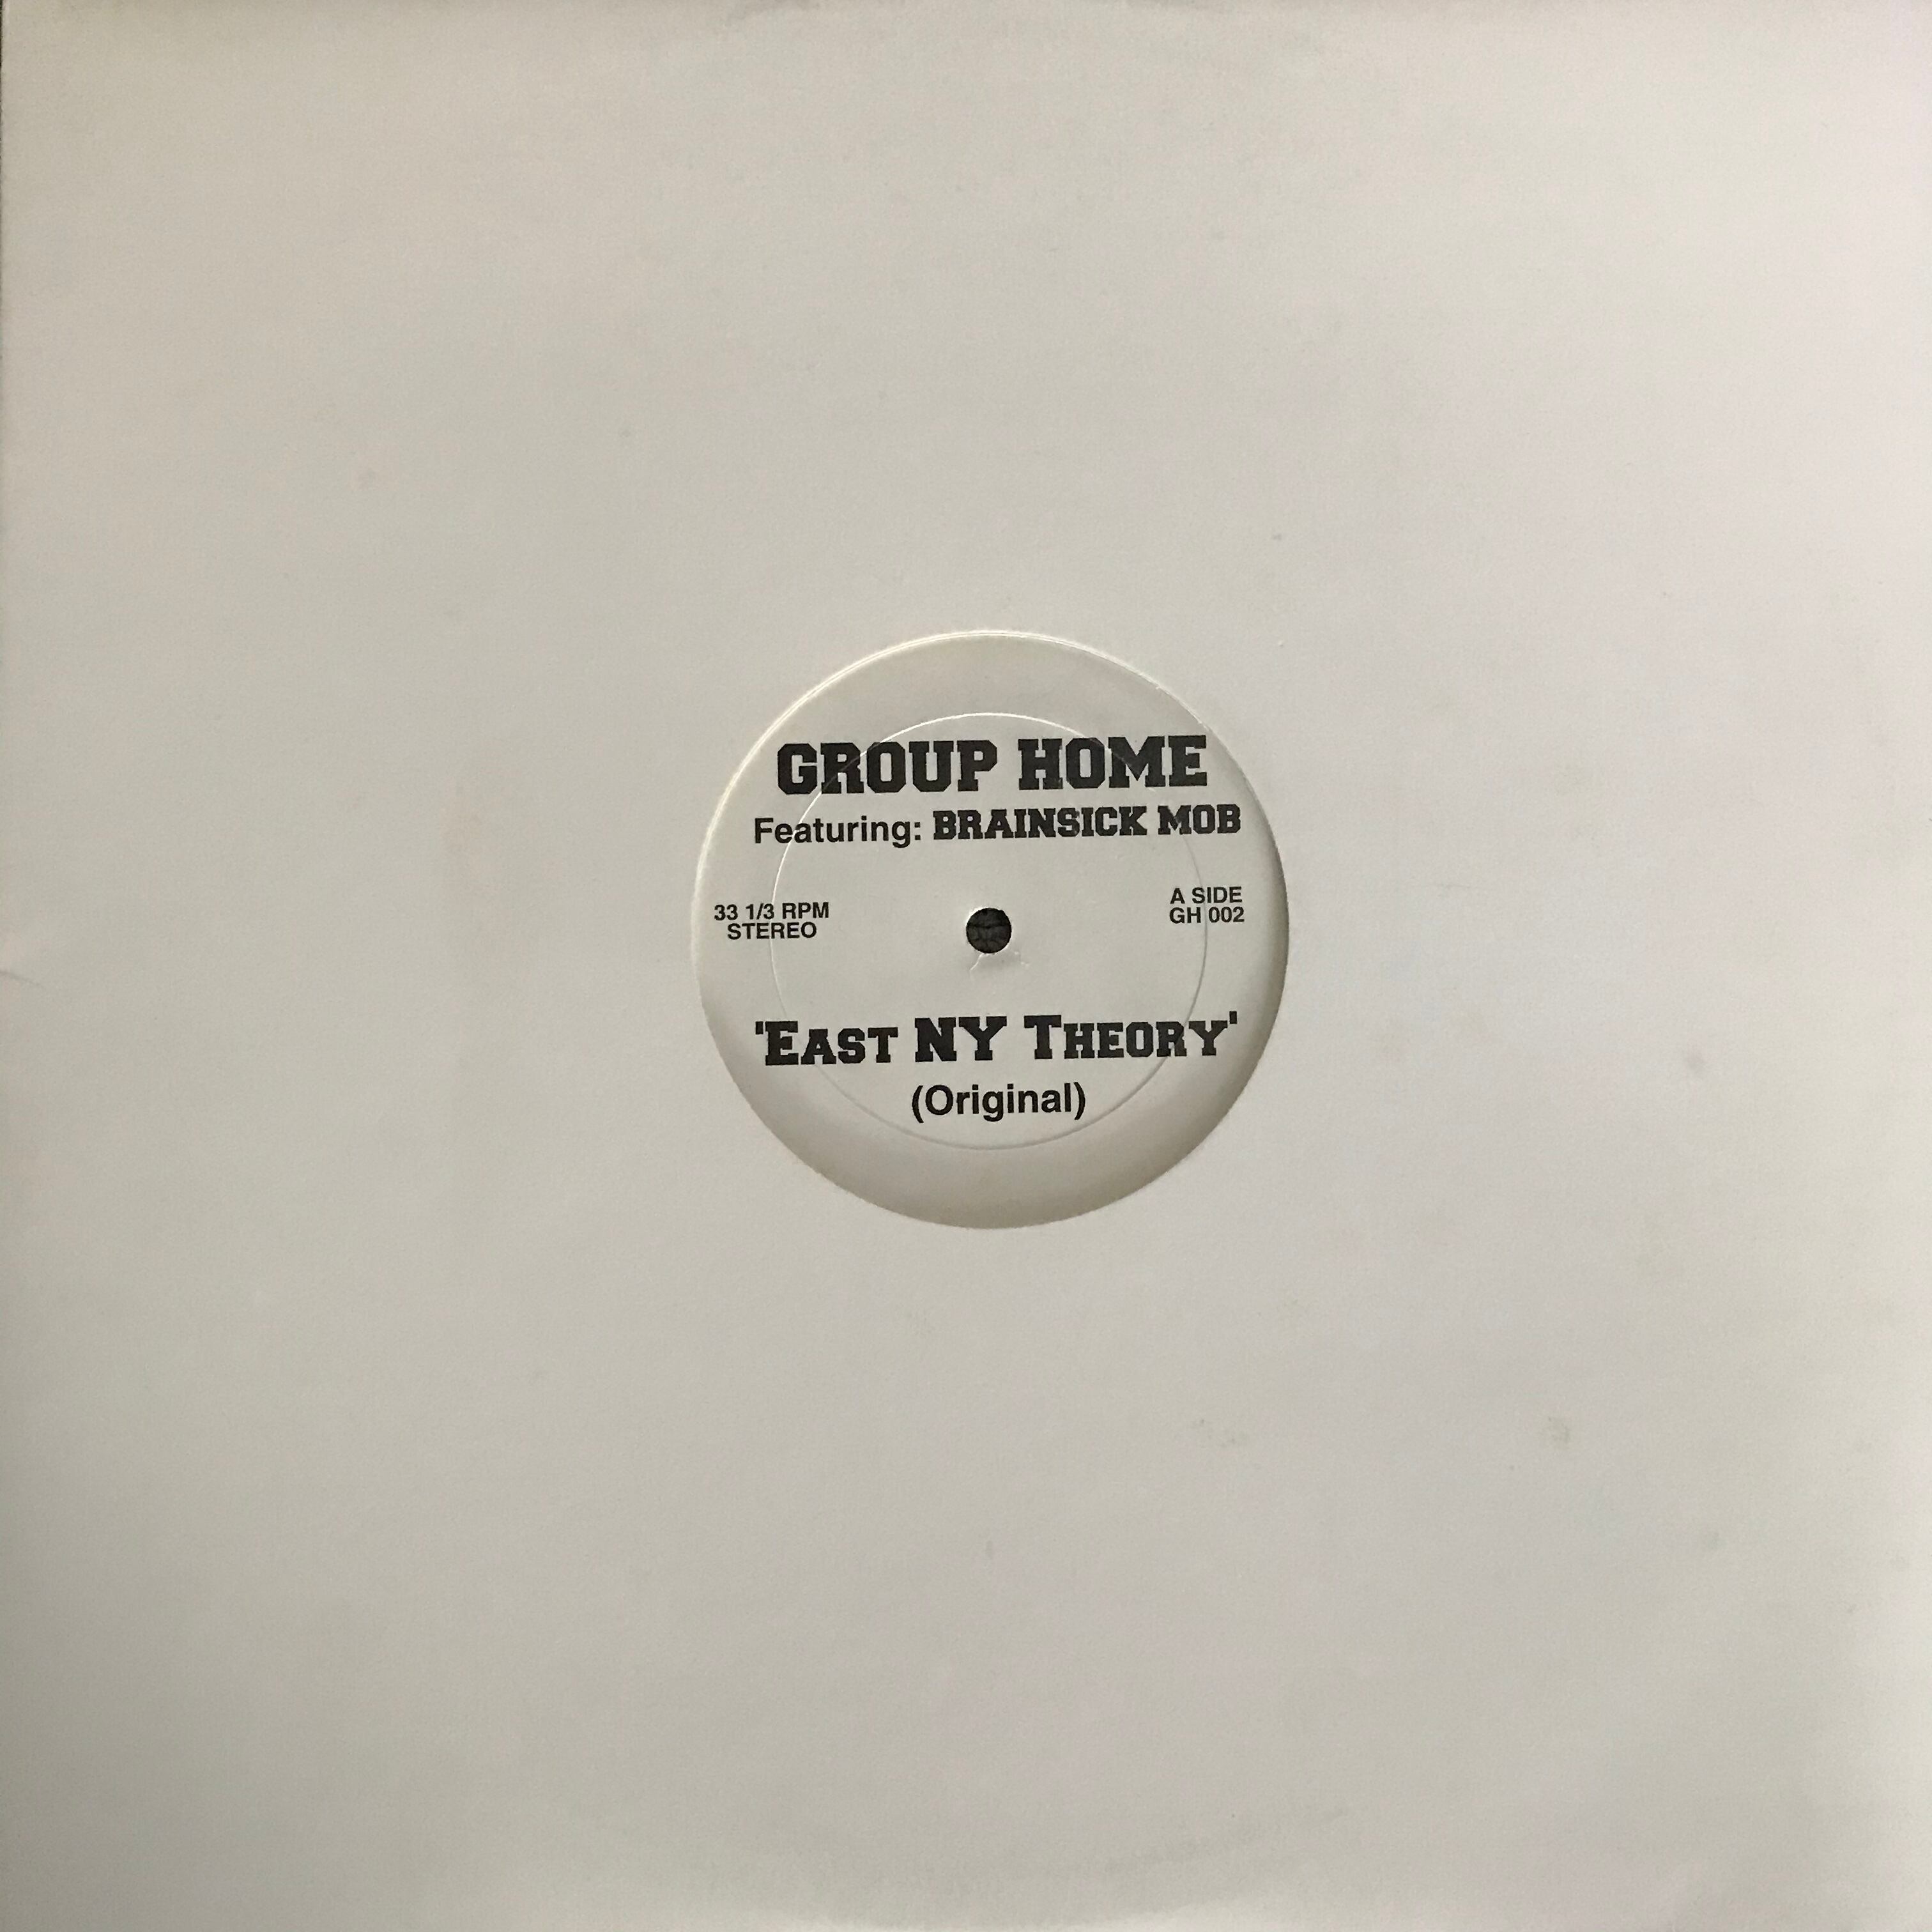 GROUP HOME
Featuring: BRAINSICK MOB
33 1/3 RPM
STEREO
A SIDE
GH 002
'EAST NY THEORY'
(Original)